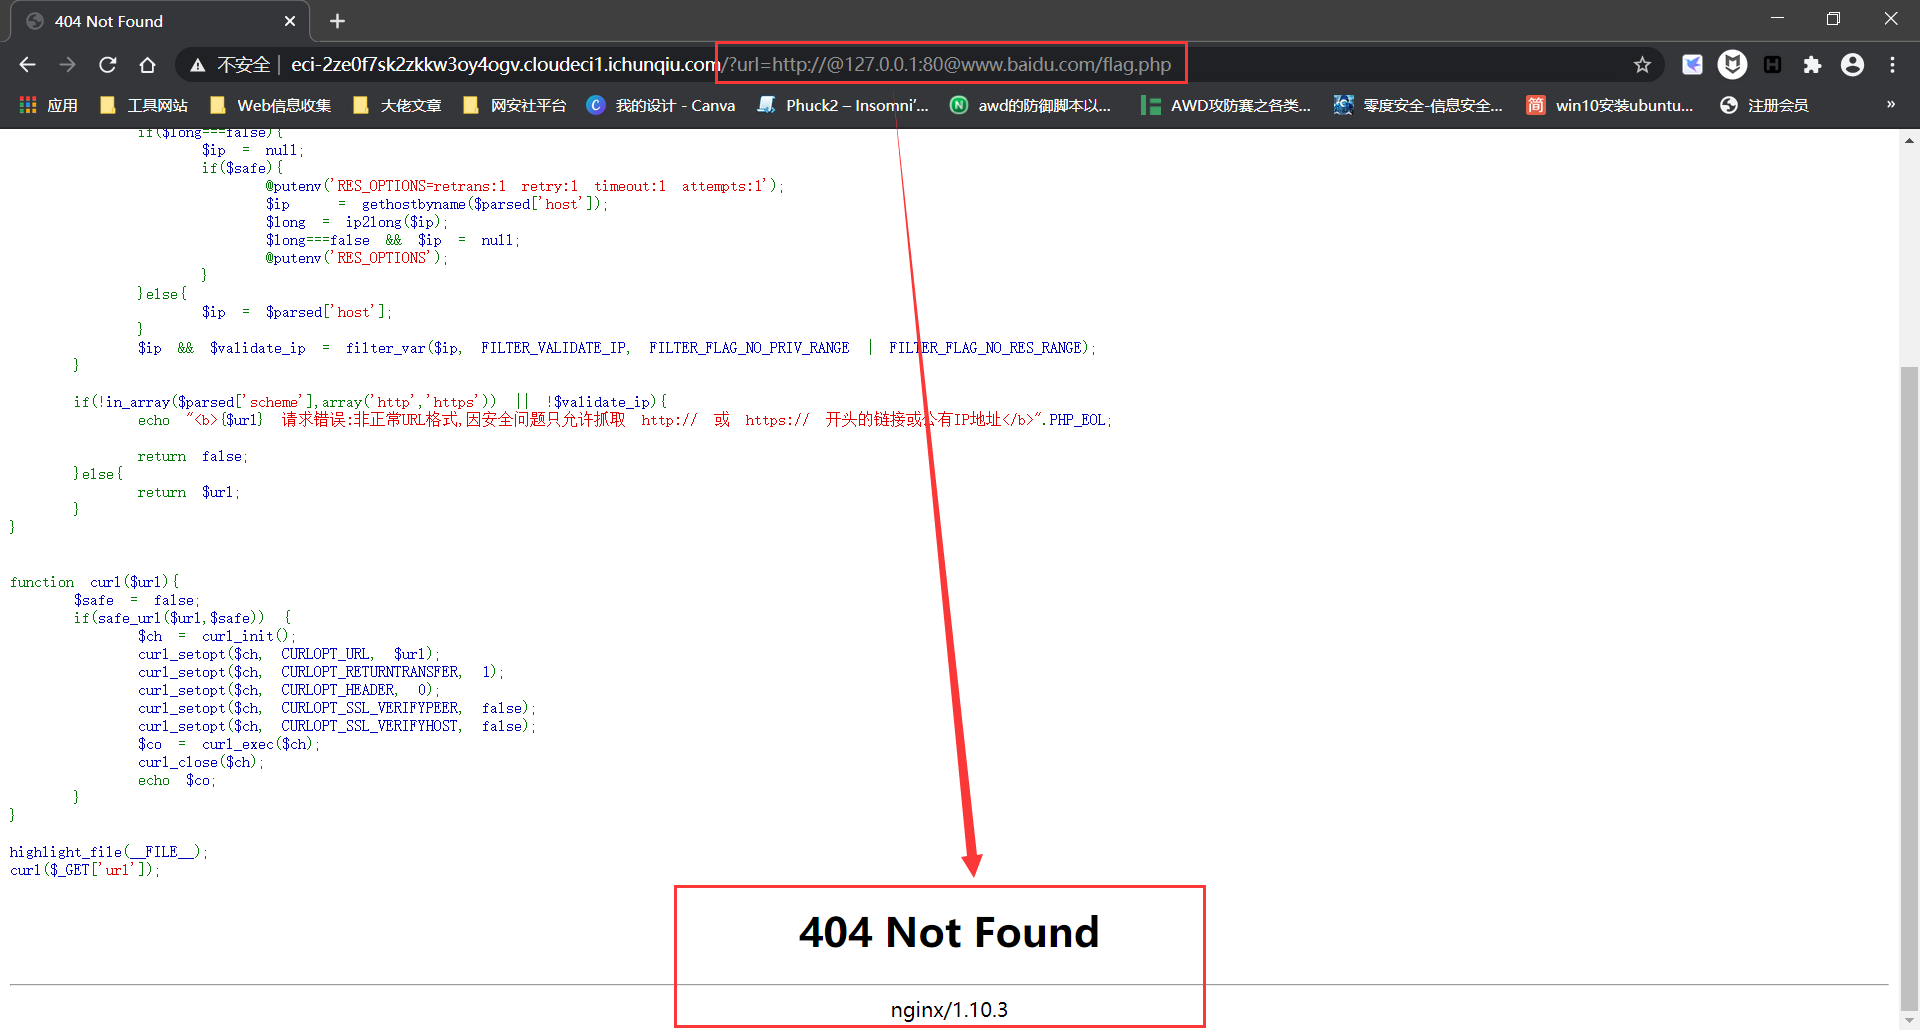 404 Not Found
不安全 | eci-2ze0f7sk2zkkw3oy4ogv.cloudeci1.ichunqiu.com/?url=http://@127.0.0.1:80@www.baidu.com/flag.php
应用 工具网站 Web信息收集 大佬文章 网安社平台 我的设计 - Canva Phuck2 – Insomni'... awd的防御脚本以... AWD攻防赛之各类... 零度安全-信息安全... win10安装ubuntu... 注册会员 »
if($long===false){
$ip = null;
if($safe){
@putenv('RES_OPTIONS=retrans:1 retry:1 timeout:1 attempts:1');
$ip = gethostbyname($parsed['host']);
$long = ip2long($ip);
$long===false && $ip = null;
@putenv('RES_OPTIONS');
}
}else{
$ip = $parsed['host'];
}
$ip && $validate_ip = filter_var($ip, FILTER_VALIDATE_IP, FILTER_FLAG_NO_PRIV_RANGE | FILTER_FLAG_NO_RES_RANGE);
}
if(!in_array($parsed['scheme'],array('http','https')) || !$validate_ip){
echo "<b>{$url} 请求错误:非正常URL格式,因安全问题只允许抓取 http:// 或 https:// 开头的链接或公有IP地址</b>".PHP_EOL;
return false;
}else{
return $url;
}
}
function curl($url){
$safe = false;
if(safe_url($url,$safe)) {
$ch = curl_init();
curl_setopt($ch, CURLOPT_URL, $url);
curl_setopt($ch, CURLOPT_RETURNTRANSFER, 1);
curl_setopt($ch, CURLOPT_HEADER, 0);
curl_setopt($ch, CURLOPT_SSL_VERIFYPEER, false);
curl_setopt($ch, CURLOPT_SSL_VERIFYHOST, false);
$co = curl_exec($ch);
curl_close($ch);
echo $co;
}
}
highlight_file(__FILE__);
curl($_GET['url']);
404 Not Found
nginx/1.10.3